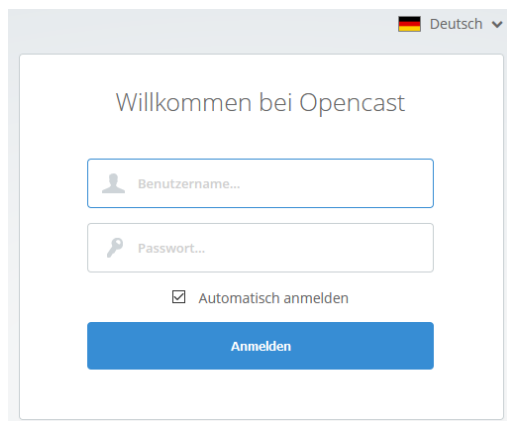 Deutsch
Willkommen bei Opencast
Benutzername...
Passwort...
Automatisch anmelden
Anmelden